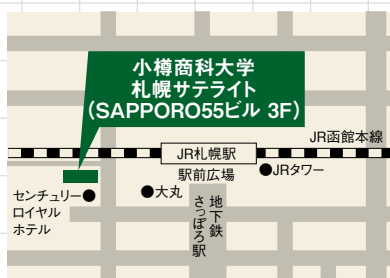 小樽商科大学
札幌サテライト
(SAPPORO55ビル 3F)
JR函館本線
JR札幌駅
駅前広場
●JRタワー
●大丸
センチュリー●
ロイヤル
ホテル
地下鉄
さっぽろ駅